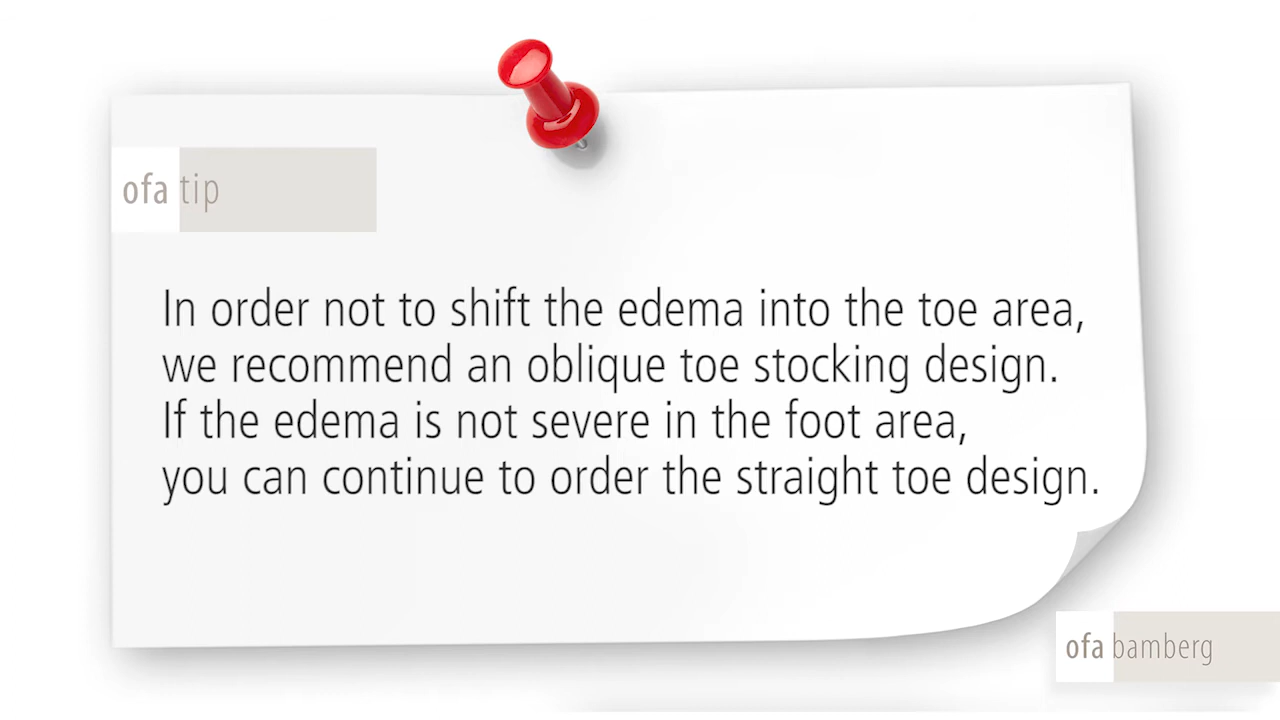 ofa tip
In order not to shift the edema into the toe area,
we recommend an oblique toe stocking design.
If the edema is not severe in the foot area,
you can continue to order the straight toe design.
ofa bamberg